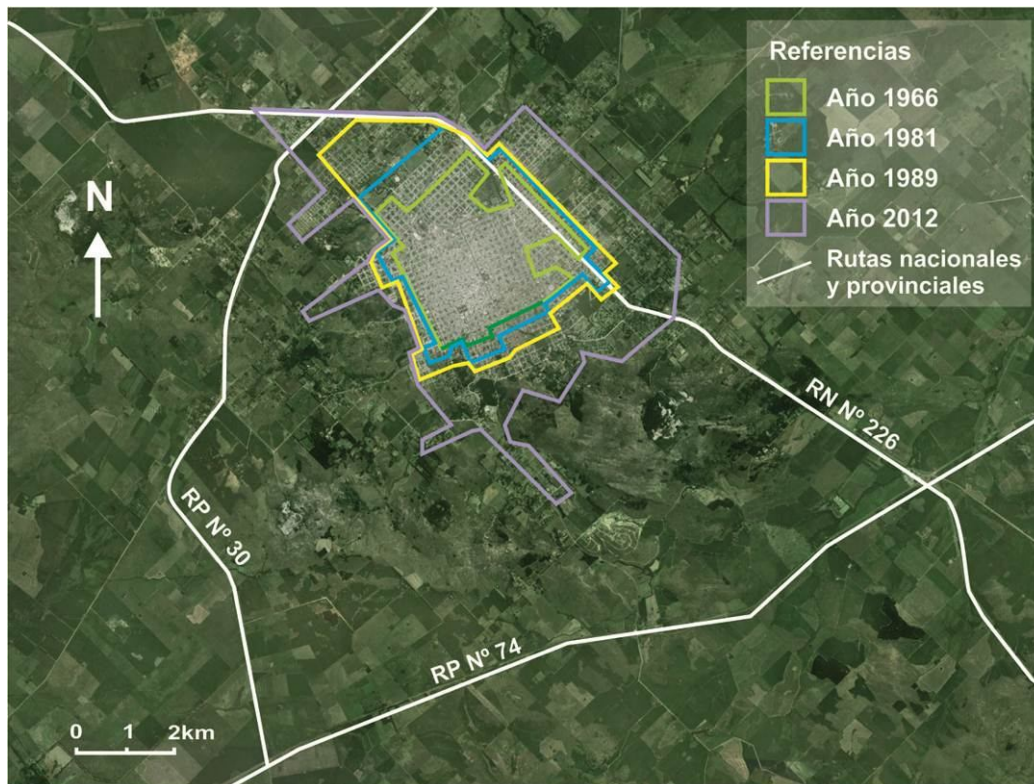 Referencias
Año 1966
Año 1981
Año 1989
Año 2012
Rutas nacionales
y provinciales
N
RN Nº 226
RP Nº 30
RP Nº 74
0 1 2km